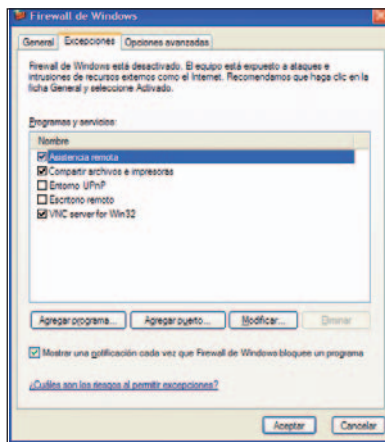 Firewall de Windows
General Excepciones Opciones avanzadas
Firewall de Windows está desactivado. El equipo está expuesto a ataques e
intrusiones de recursos externos como el Internet. Recomendamos que haga clic en la
ficha General y seleccione Activado.
Programas y servicios:
Nombre
Asistencia remota
Compartir archivos e impresoras
Entorno UPnP
Escritorio remoto
VNC server for Win32
Agregar programa... Agregar puerto... Modificar... Eliminar
Mostrar una notificación cada vez que Firewall de Windows bloquee un programa
¿Cuáles son los riesgos al permitir excepciones?
Aceptar Cancelar